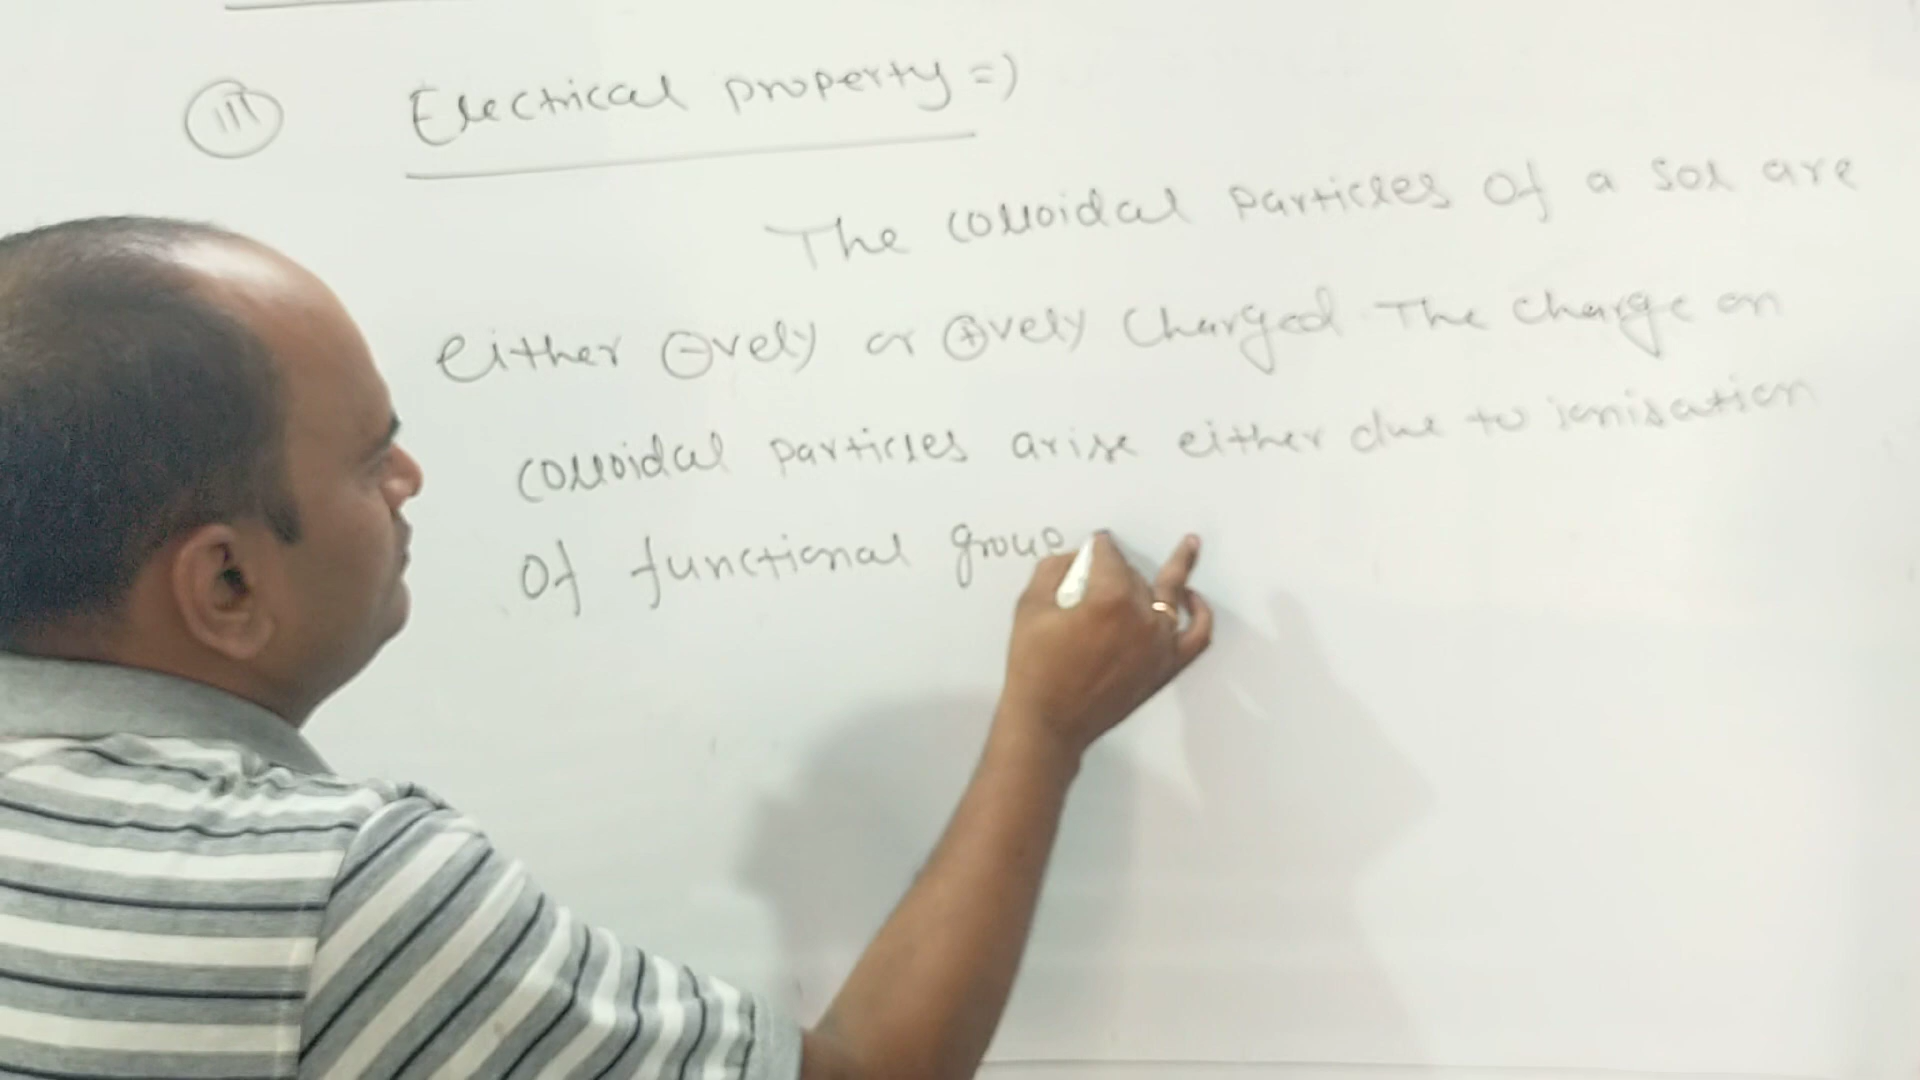 (III) Electrical property =)
The colloidal particles of a sol are
either ⊖vely or ⊕vely charged. The charge on
colloidal particles arise either due to ionisation
of functional group